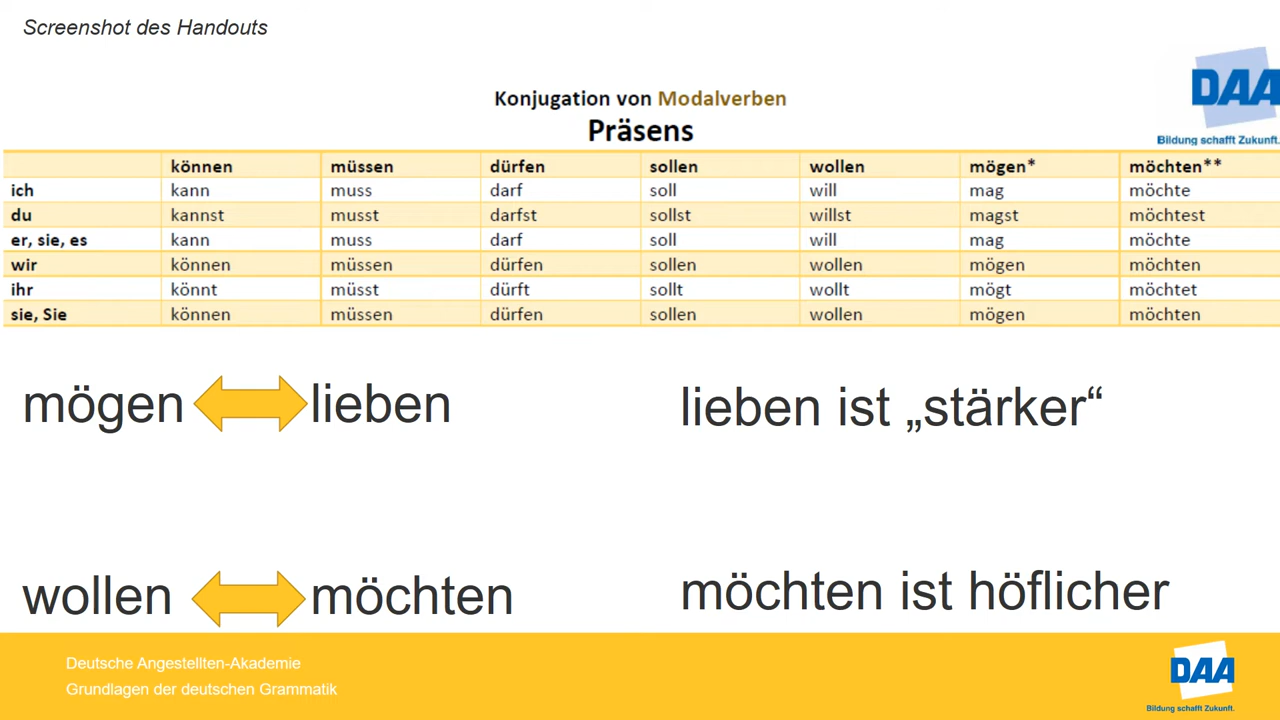 Screenshot des Handouts
DAA
Bildung schafft Zukunft.
Konjugation von Modalverben
Präsens
können müssen dürfen sollen wollen mögen* möchten**
ich kann muss darf soll will mag möchte
du kannst musst darfst sollst willst magst möchtest
er, sie, es kann muss darf soll will mag möchte
wir können müssen dürfen sollen wollen mögen möchten
ihr könnt müsst dürft sollt wollt mögt möchtet
sie, Sie können müssen dürfen sollen wollen mögen möchten
mögen lieben lieben ist „stärker“
wollen möchten möchten ist höflicher
Deutsche Angestellten-Akademie
Grundlagen der deutschen Grammatik
DAA
Bildung schafft Zukunft.